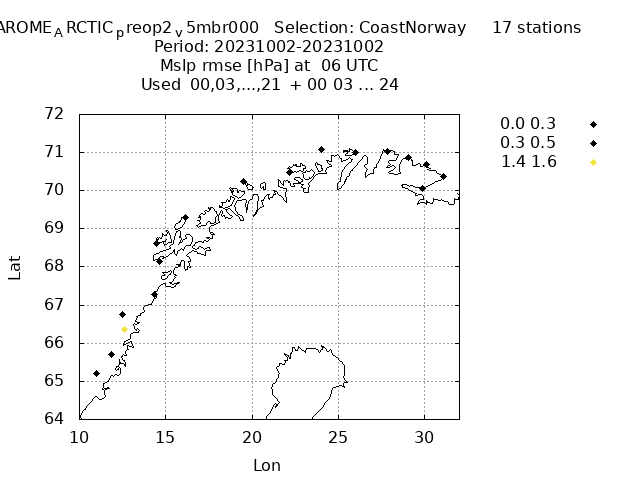 AROME_A RCTIC_p reop2_v 5mbr000 Selection: CoastNorway 17 stations
Period: 20231002-20231002
Mslp rmse [hPa] at 06 UTC
Used 00,03,...,21 + 00 03 ... 24
0.0 0.3
0.3 0.5
1.4 1.6
72
71
70
69
68
67
66
65
64
Lat
10 15 20 25 30
Lon